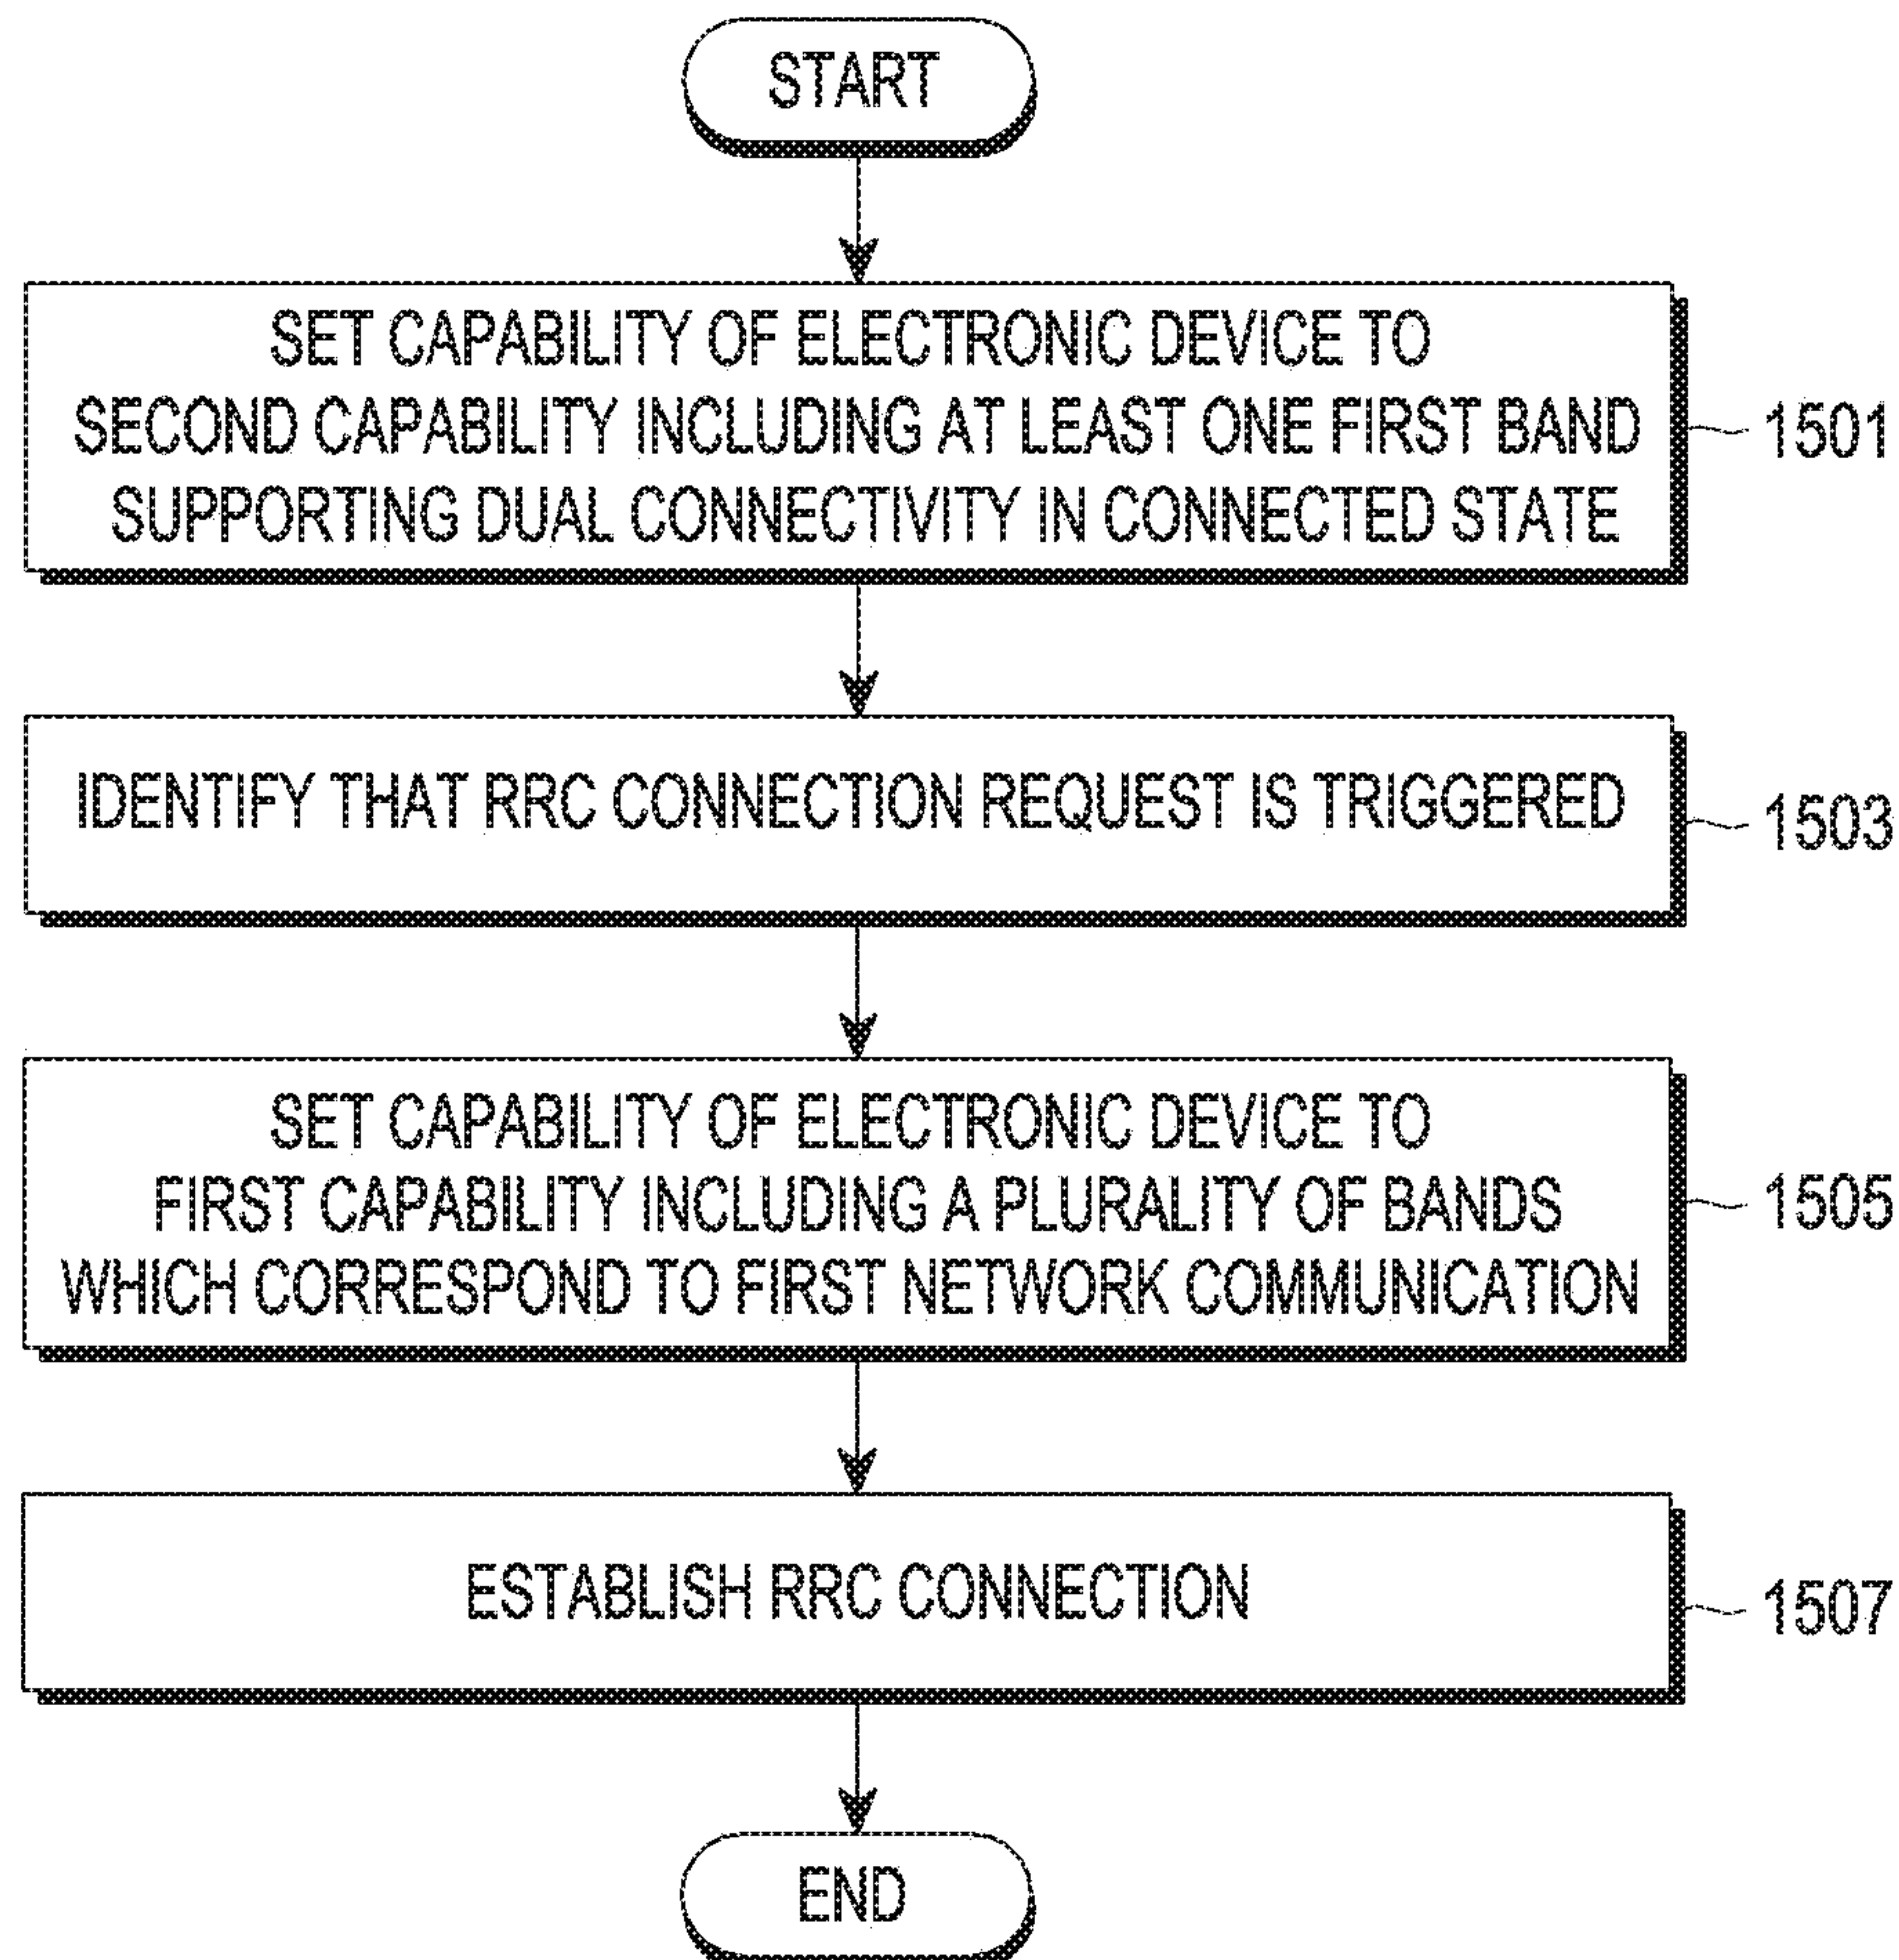 START
SET CAPABILITY OF ELECTRONIC DEVICE TO
SECOND CAPABILITY INCLUDING AT LEAST ONE FIRST BAND
SUPPORTING DUAL CONNECTIVITY IN CONNECTED STATE
1501
IDENTIFY THAT RRC CONNECTION REQUEST IS TRIGGERED
1503
SET CAPABILITY OF ELECTRONIC DEVICE TO
FIRST CAPABILITY INCLUDING A PLURALITY OF BANDS
WHICH CORRESPOND TO FIRST NETWORK COMMUNICATION
1505
ESTABLISH RRC CONNECTION
1507
END